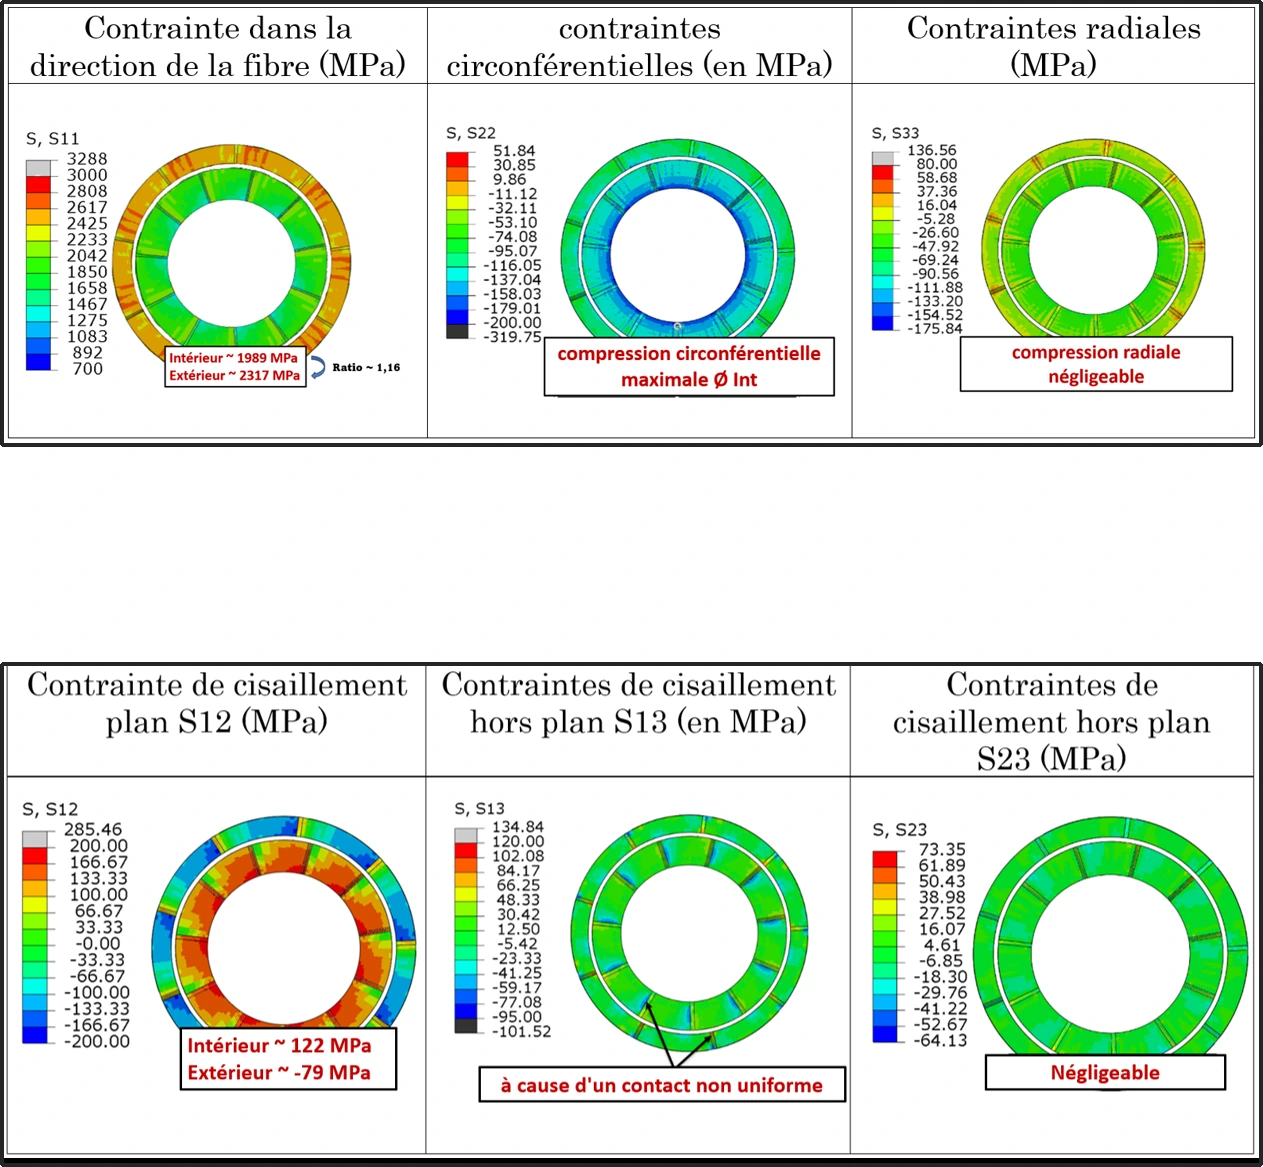 Contrainte dans la
direction de la fibre (MPa)
contraintes
circonférentielles (en MPa)
Contraintes radiales
(MPa)
S, S11
3288
3000
2808
2617
2425
2233
2042
1850
1658
1467
1275
1083
892
700
Intérieur ~ 1989 MPa
Extérieur ~ 2317 MPa
Ratio ~ 1,16
S, S22
51.84
30.85
9.86
-11.12
-32.11
-53.10
-74.08
-95.07
-116.05
-137.04
-158.03
-179.01
-200.00
-319.75
compression circonférentielle
maximale Ø Int
S, S33
136.56
80.00
58.68
37.36
16.04
-5.28
-26.60
-47.92
-69.24
-90.56
-111.88
-133.20
-154.52
-175.84
compression radiale
négligeable
Contrainte de cisaillement
plan S12 (MPa)
Contraintes de cisaillement
hors plan S13 (en MPa)
Contraintes de
cisaillement hors plan
S23 (MPa)
S, S12
285.46
200.00
166.67
133.33
100.00
66.67
33.33
-0.00
-33.33
-66.67
-100.00
-133.33
-166.67
-200.00
Intérieur ~ 122 MPa
Extérieur ~ -79 MPa
S, S13
134.84
120.00
102.08
84.17
66.25
48.33
30.42
12.50
-5.42
-23.33
-41.25
-59.17
-77.08
-95.00
-101.52
à cause d'un contact non uniforme
S, S23
73.35
61.89
50.43
38.98
27.52
16.07
4.61
-6.85
-18.30
-29.76
-41.22
-52.67
-64.13
Négligeable